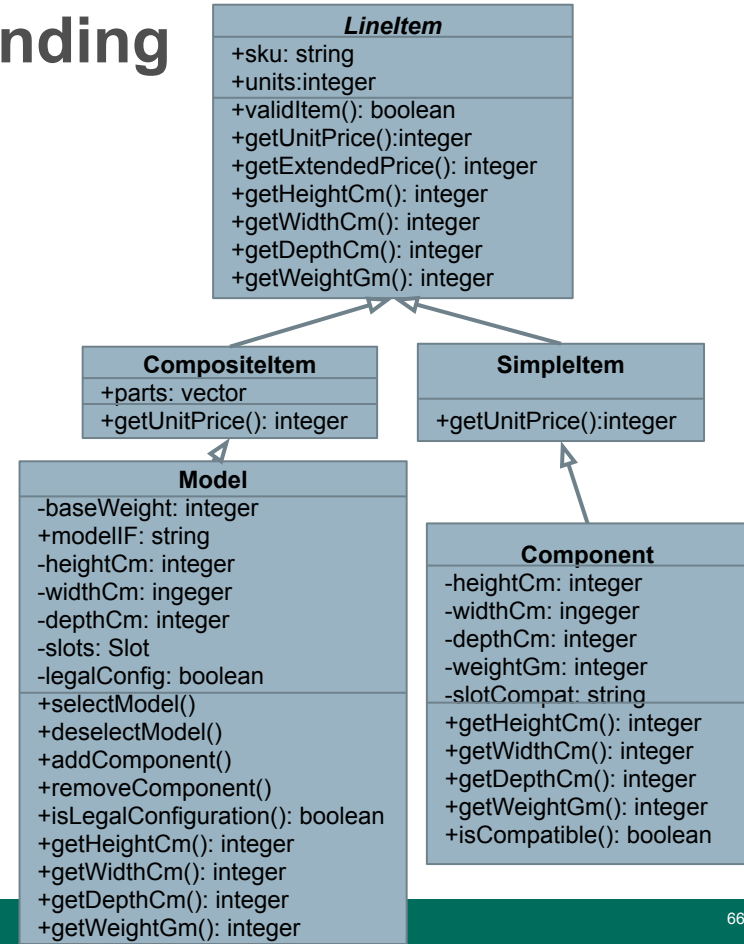 nding
LineItem
+sku: string
+units:integer
+validItem(): boolean
+getUnitPrice():integer
+getExtendedPrice(): integer
+getHeightCm(): integer
+getWidthCm(): integer
+getDepthCm(): integer
+getWeightGm(): integer
CompositeItem
+parts: vector
+getUnitPrice(): integer
SimpleItem
+getUnitPrice():integer
Model
-baseWeight: integer
+modelIF: string
-heightCm: integer
-widthCm: ingeger
-depthCm: integer
-slots: Slot
-legalConfig: boolean
+selectModel()
+deselectModel()
+addComponent()
+removeComponent()
+isLegalConfiguration(): boolean
+getHeightCm(): integer
+getWidthCm(): integer
+getDepthCm(): integer
+getWeightGm(): integer
Component
-heightCm: integer
-widthCm: ingeger
-depthCm: integer
-weightGm: integer
-slotCompat: string
+getHeightCm(): integer
+getWidthCm(): integer
+getDepthCm(): integer
+getWeightGm(): integer
+isCompatible(): boolean
66